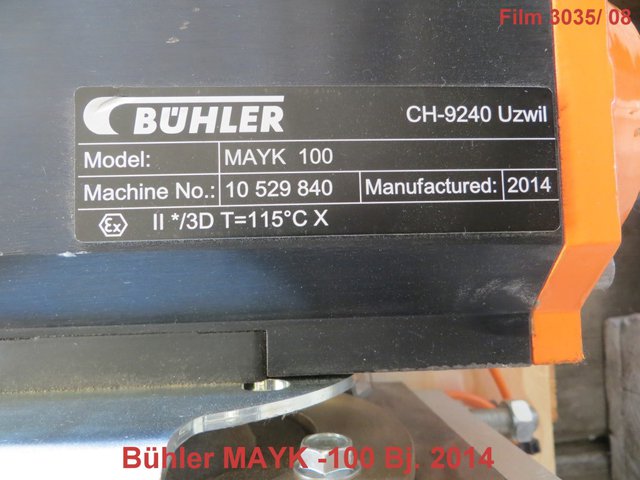 Film 3035/ 08
BÜHLER
CH-9240 Uzwil
Model: MAYK 100
Machine No.: 10 529 840 Manufactured: 2014
Ex II */3D T=115°C X
Bühler MAYK -100 Bj. 2014